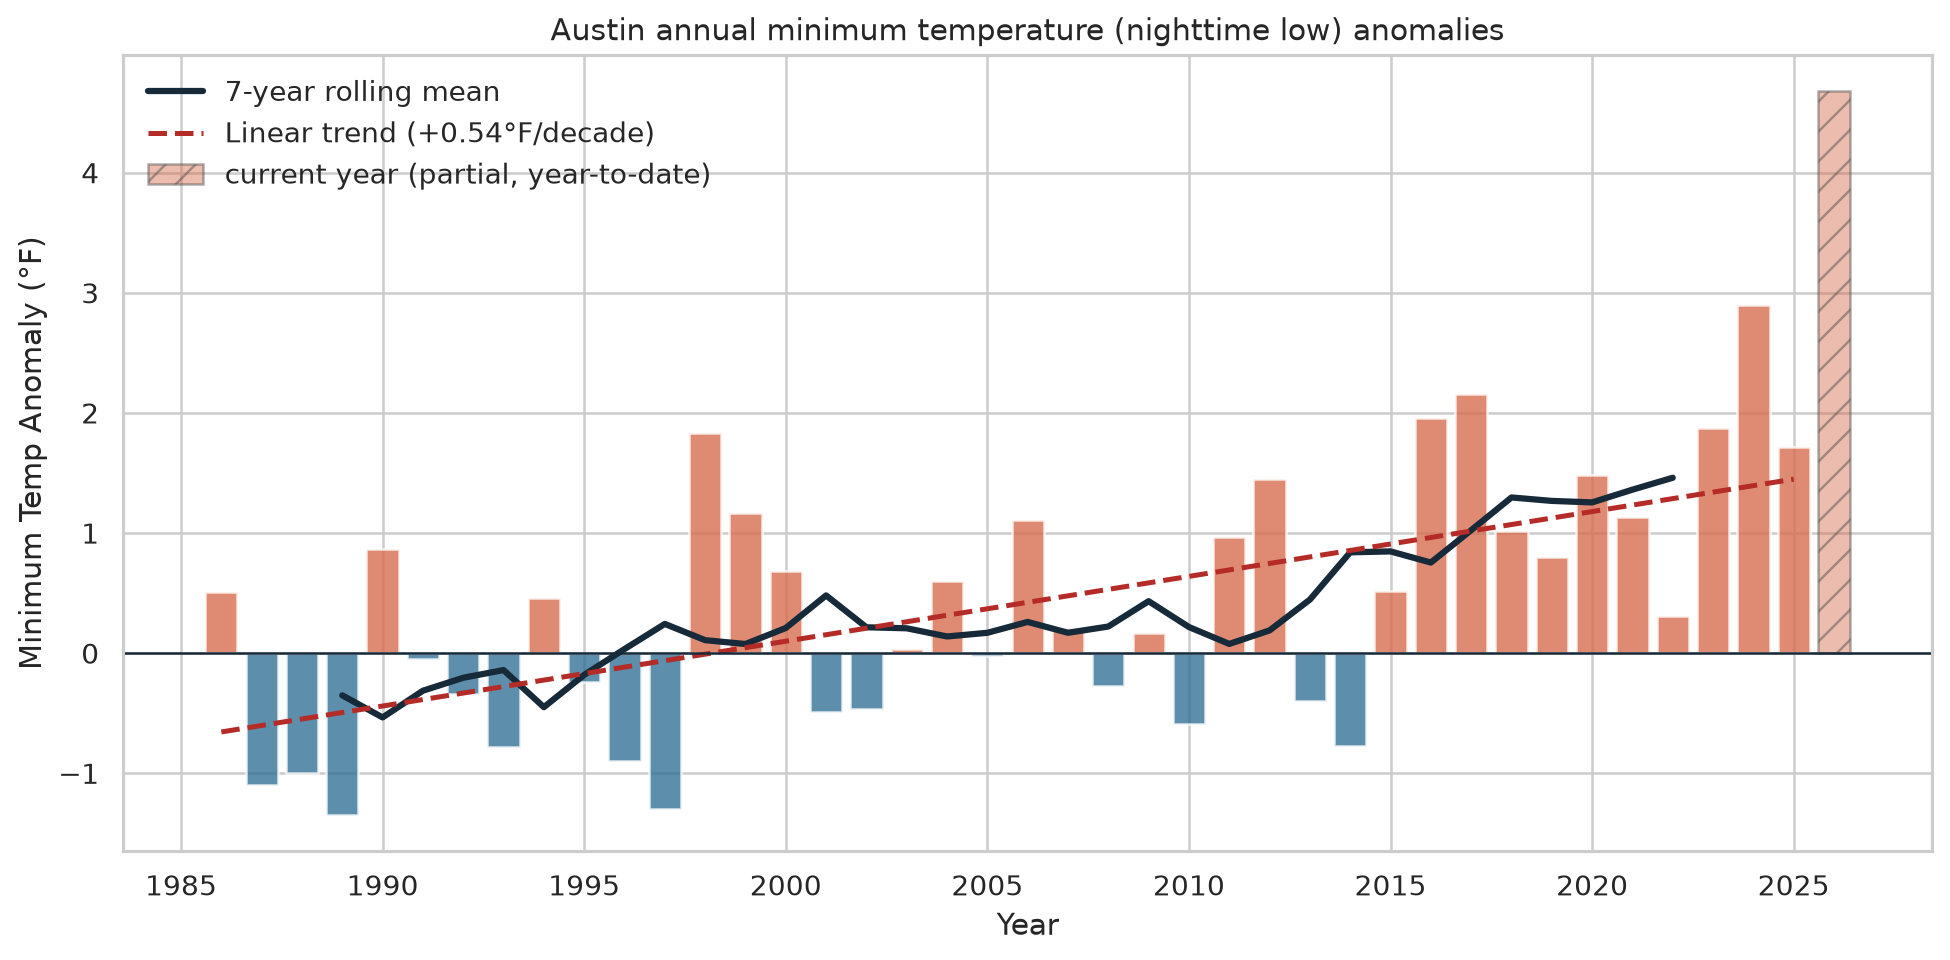 Austin annual minimum temperature (nighttime low) anomalies
7-year rolling mean
Linear trend (+0.54°F/decade)
current year (partial, year-to-date)
Minimum Temp Anomaly (°F)
4
3
2
1
0
−1
1985 1990 1995 2000 2005 2010 2015 2020 2025
Year